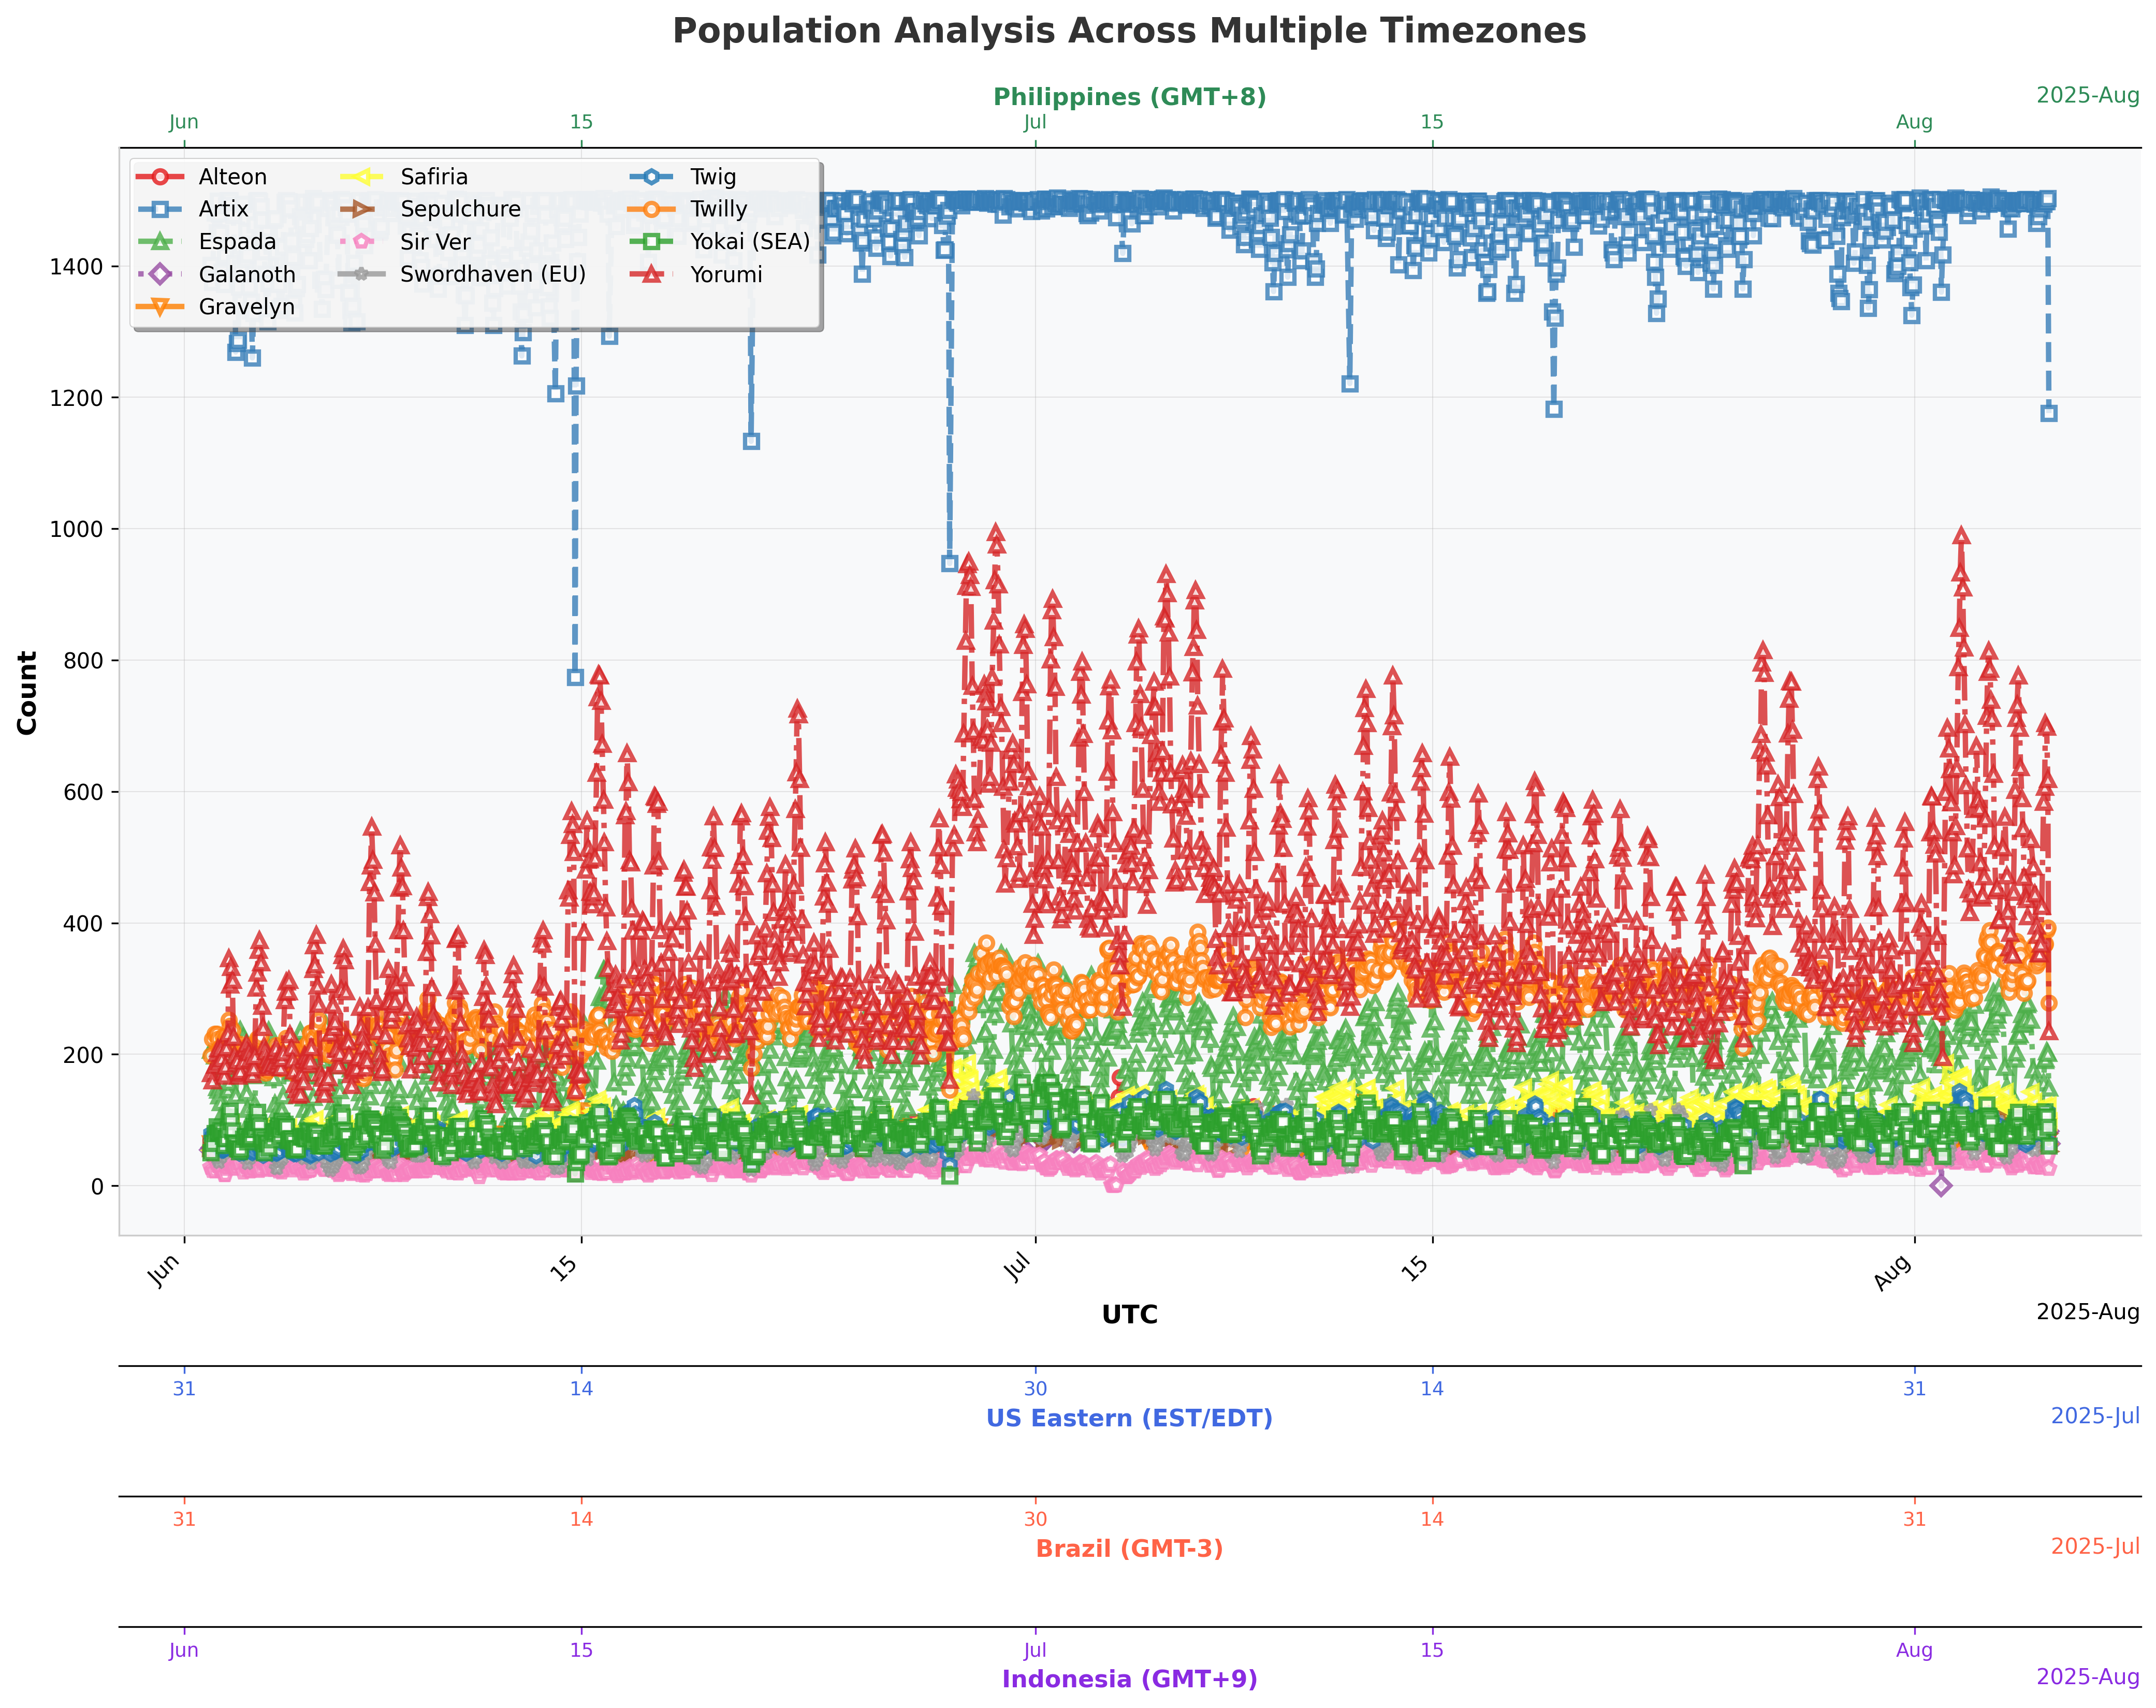 Population Analysis Across Multiple Timezones
Philippines (GMT+8)
2025-Aug
Jun 15 Jul 15 Aug
Alteon
Artix
Espada
Galanoth
Gravelyn
Safiria
Sepulchure
Sir Ver
Swordhaven (EU)
Twig
Twilly
Yokai (SEA)
Yorumi
Count
1400
1200
1000
800
600
400
200
0
Jun 15 Jul 15 Aug
UTC
2025-Aug
31 14 30 14 31
US Eastern (EST/EDT)
2025-Jul
31 14 30 14 31
Brazil (GMT-3)
2025-Jul
Jun 15 Jul 15 Aug
Indonesia (GMT+9)
2025-Aug